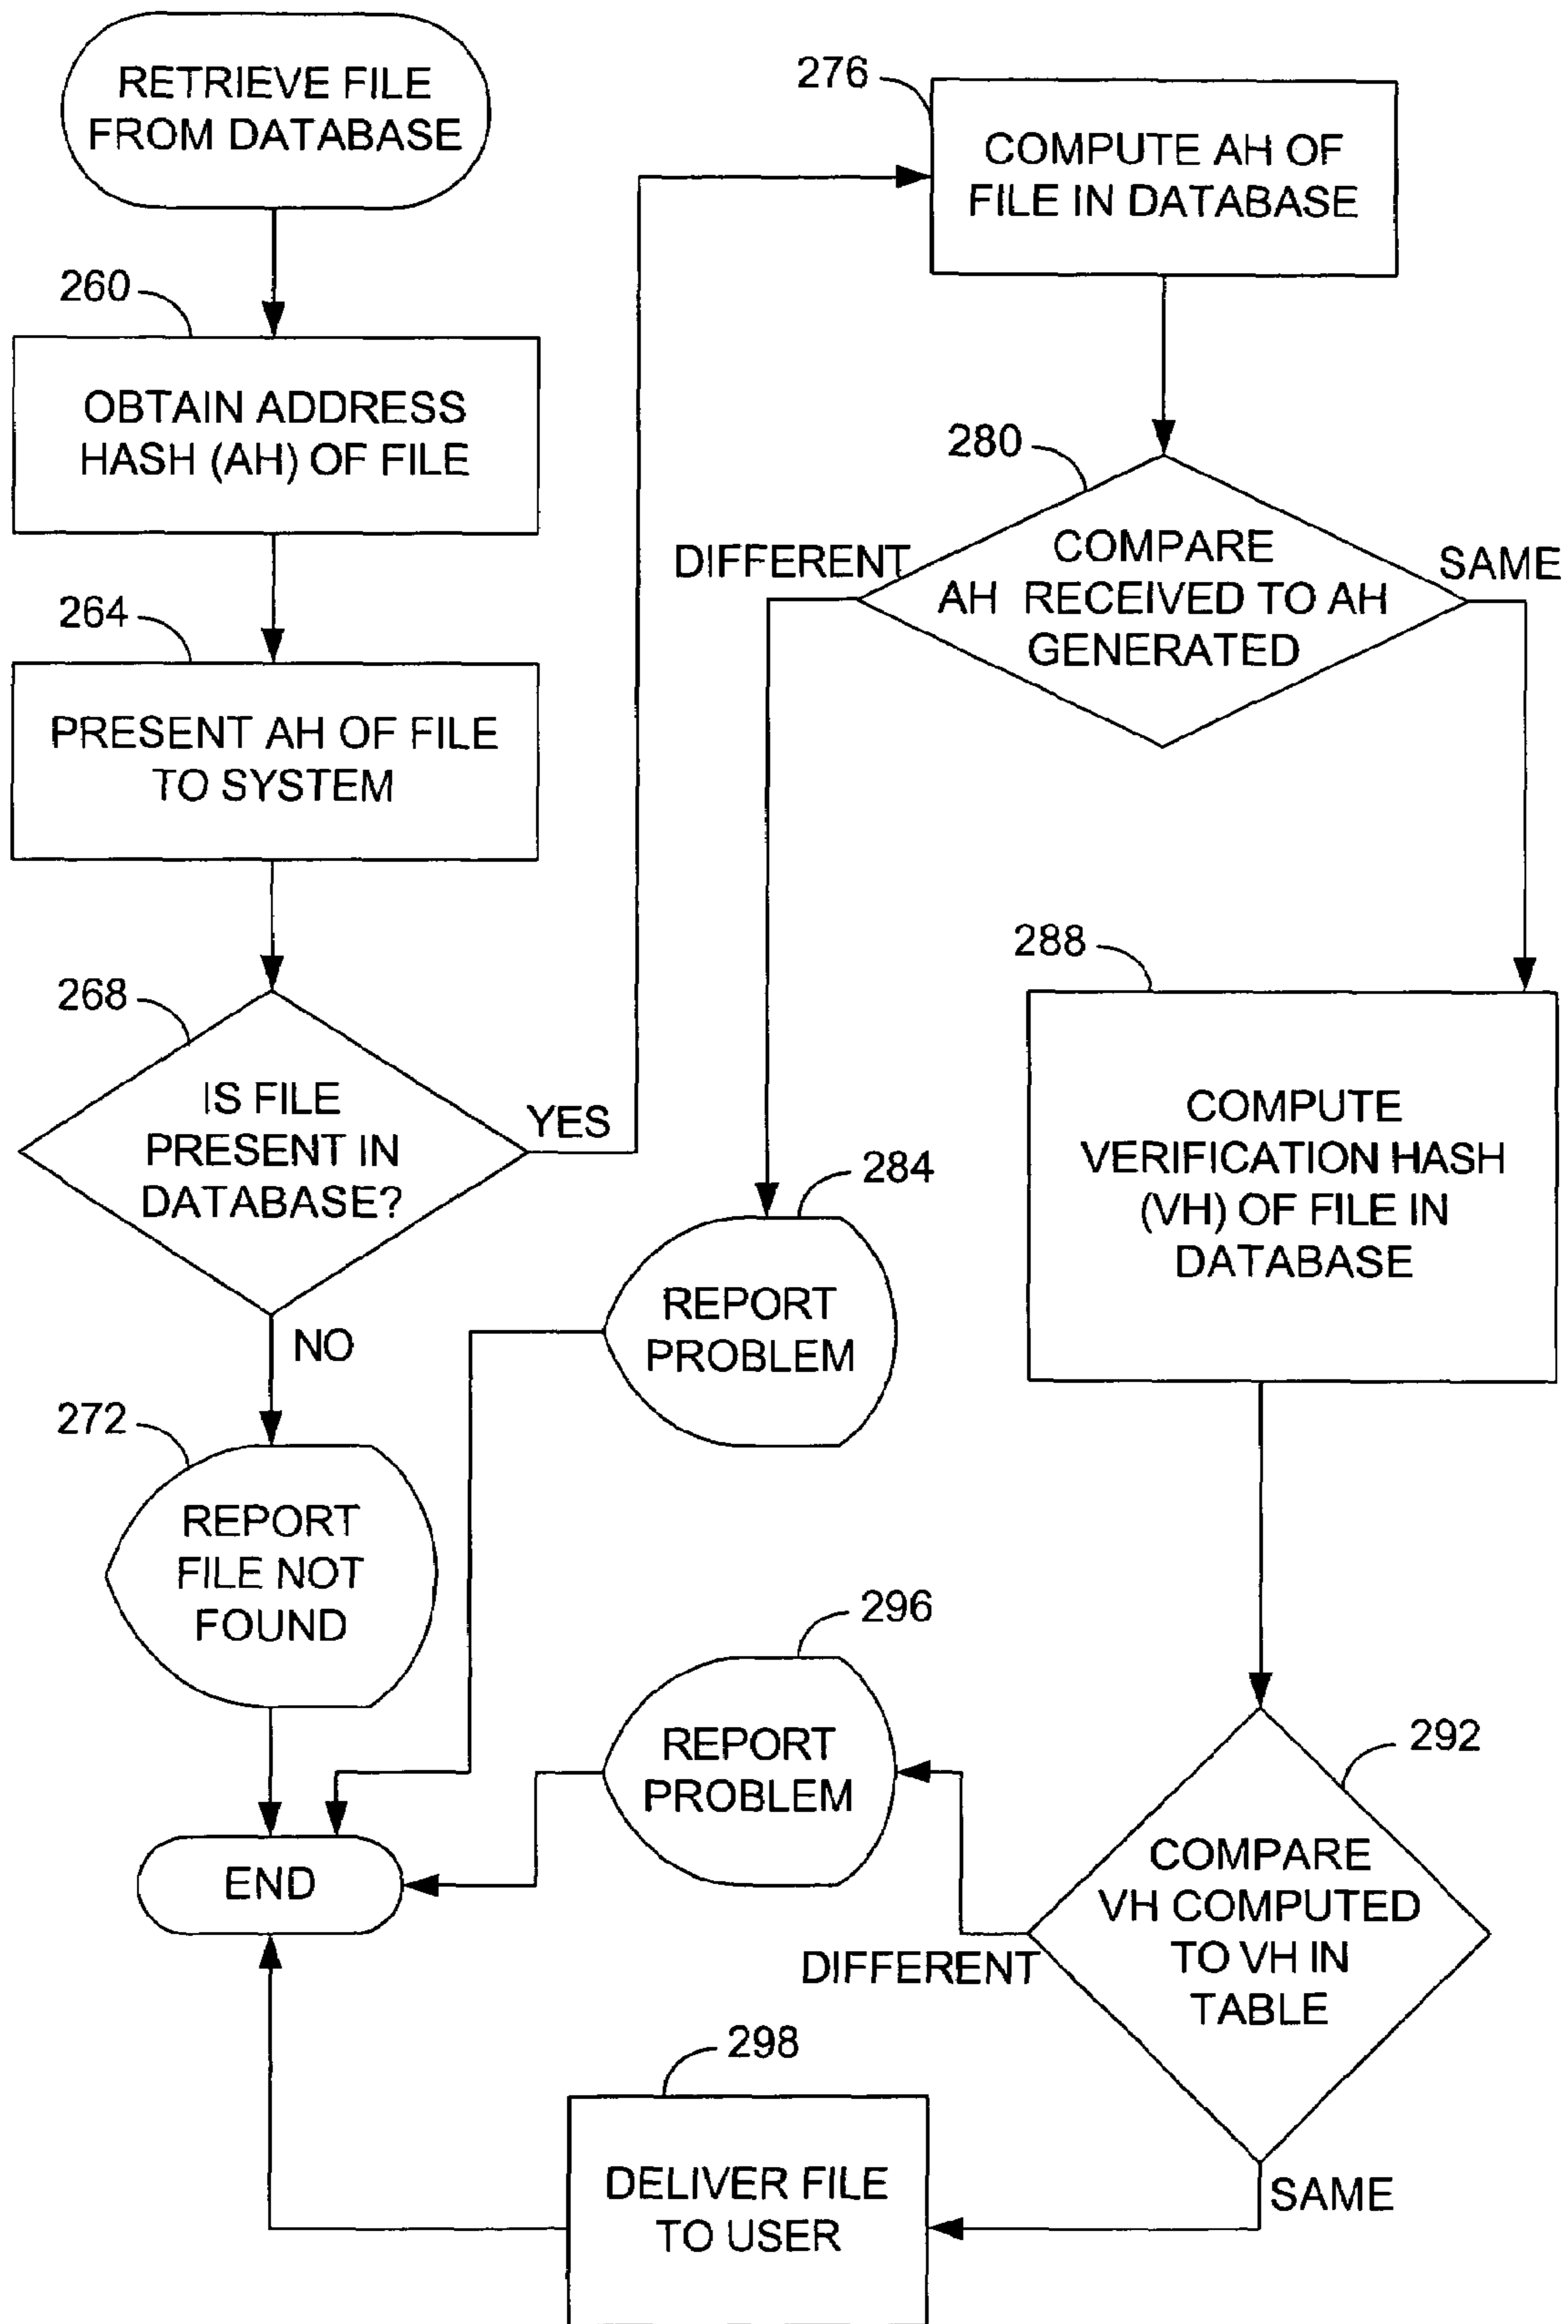 RETRIEVE FILE
FROM DATABASE
260
OBTAIN ADDRESS
HASH (AH) OF FILE
264
PRESENT AH OF FILE
TO SYSTEM
268
IS FILE
PRESENT IN
DATABASE?
YES
NO
272
REPORT
FILE NOT
FOUND
END
276
COMPUTE AH OF
FILE IN DATABASE
280
COMPARE
AH RECEIVED TO AH
GENERATED
DIFFERENT
SAME
284
REPORT
PROBLEM
288
COMPUTE
VERIFICATION HASH
(VH) OF FILE IN
DATABASE
292
COMPARE
VH COMPUTED
TO VH IN
TABLE
DIFFERENT
SAME
296
REPORT
PROBLEM
298
DELIVER FILE
TO USER